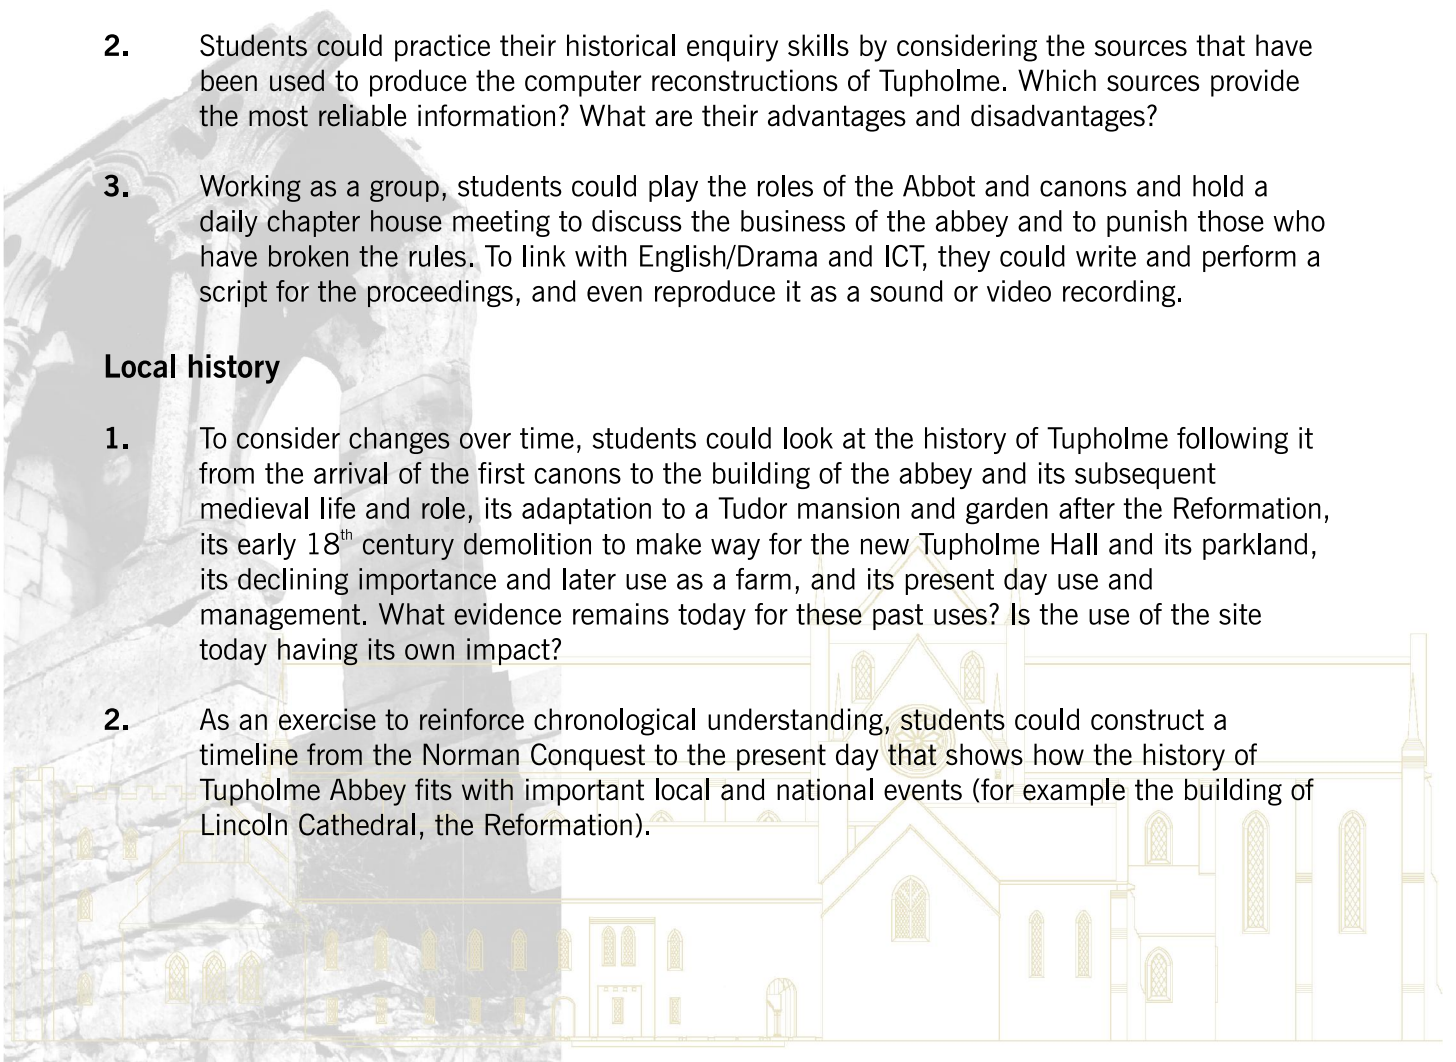 2. Students could practice their historical enquiry skills by considering the sources that have
been used to produce the computer reconstructions of Tupholme. Which sources provide
the most reliable information? What are their advantages and disadvantages?
3. Working as a group, students could play the roles of the Abbot and canons and hold a
daily chapter house meeting to discuss the business of the abbey and to punish those who
have broken the rules. To link with English/Drama and ICT, they could write and perform a
script for the proceedings, and even reproduce it as a sound or video recording.
Local history
1. To consider changes over time, students could look at the history of Tupholme following it
from the arrival of the first canons to the building of the abbey and its subsequent
medieval life and role, its adaptation to a Tudor mansion and garden after the Reformation,
its early 18th century demolition to make way for the new Tupholme Hall and its parkland,
its declining importance and later use as a farm, and its present day use and
management. What evidence remains today for these past uses? Is the use of the site
today having its own impact?
2. As an exercise to reinforce chronological understanding, students could construct a
timeline from the Norman Conquest to the present day that shows how the history of
Tupholme Abbey fits with important local and national events (for example the building of
Lincoln Cathedral, the Reformation).